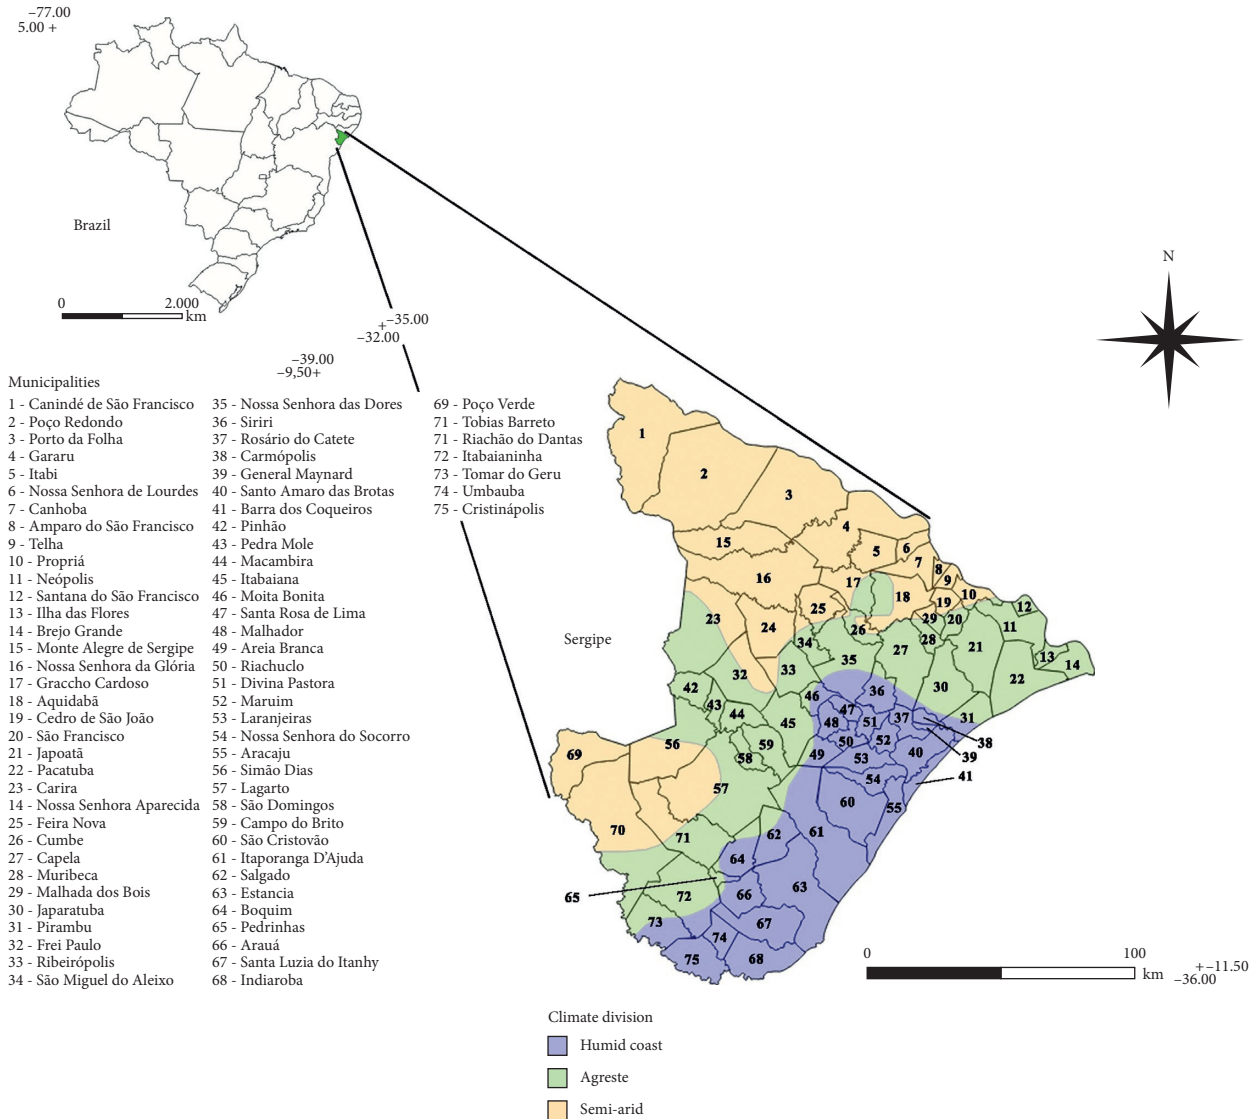 −77.00
5.00 +
Brazil
0 2.000
km
−35.00
+
−32.00
−39.00
−9,50+
Municipalities
1 - Canindé de São Francisco
2 - Poço Redondo
3 - Porto da Folha
4 - Gararu
5 - Itabi
6 - Nossa Senhora de Lourdes
7 - Canhoba
8 - Amparo do São Francisco
9 - Telha
10 - Propriá
11 - Neópolis
12 - Santana do São Francisco
13 - Ilha das Flores
14 - Brejo Grande
15 - Monte Alegre de Sergipe
16 - Nossa Senhora da Glória
17 - Graccho Cardoso
18 - Aquidabã
19 - Cedro de São João
20 - São Francisco
21 - Japoatã
22 - Pacatuba
23 - Carira
14 - Nossa Senhora Aparecida
25 - Feira Nova
26 - Cumbe
27 - Capela
28 - Muribeca
29 - Malhada dos Bois
30 - Japaratuba
31 - Pirambu
32 - Frei Paulo
33 - Ribeirópolis
34 - São Miguel do Aleixo
35 - Nossa Senhora das Dores
36 - Siriri
37 - Rosário do Catete
38 - Carmópolis
39 - General Maynard
40 - Santo Amaro das Brotas
41 - Barra dos Coqueiros
42 - Pinhão
43 - Pedra Mole
44 - Macambira
45 - Itabaiana
46 - Moita Bonita
47 - Santa Rosa de Lima
48 - Malhador
49 - Areia Branca
50 - Riachuclo
51 - Divina Pastora
52 - Maruim
53 - Laranjeiras
54 - Nossa Senhora do Socorro
55 - Aracaju
56 - Simão Dias
57 - Lagarto
58 - São Domingos
59 - Campo do Brito
60 - São Cristovão
61 - Itaporanga D'Ajuda
62 - Salgado
63 - Estancia
64 - Boquim
65 - Pedrinhas
66 - Arauá
67 - Santa Luzia do Itanhy
68 - Indiaroba
69 - Poço Verde
71 - Tobias Barreto
71 - Riachão do Dantas
72 - Itabaianinha
73 - Tomar do Geru
74 - Umbauba
75 - Cristinápolis
N
Sergipe
1
2
3
4
15
5
6
7
16
17
8
9
18
10
19
25
12
23
24
26
29
20
11
34
28
27
21
13
35
14
32
33
22
42
30
46
36
43
47
44
45
48
51
37
31
56
59
50
52
38
69
58
49
53
40
39
54
41
57
60
55
70
71
62
61
64
65
72
66
63
73
67
74
75
68
0 100
km
+−11.50
−36.00
Climate division
Humid coast
Agreste
Semi-arid